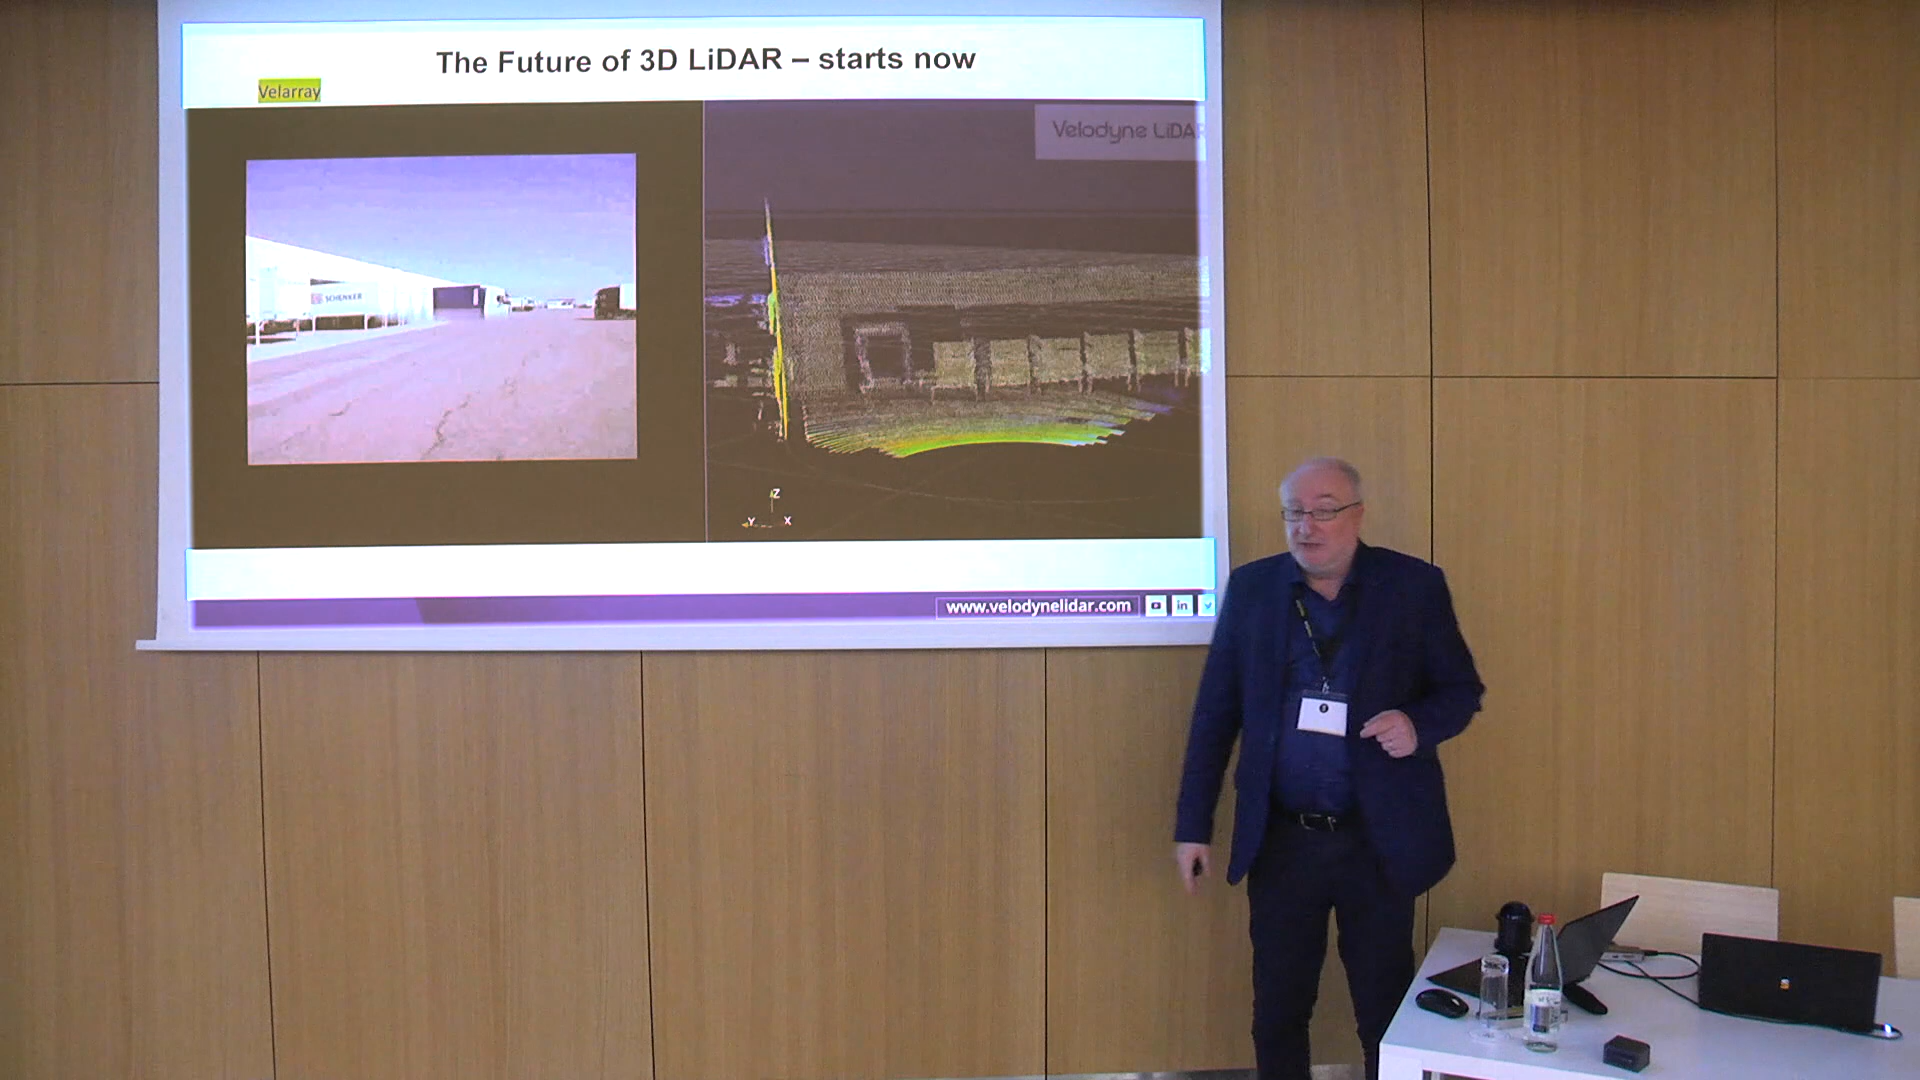 The Future of 3D LiDAR – starts now
Velarray
Velodyne LiDAR
SCHENKER
Z
Y
X
www.velodynelidar.com
in